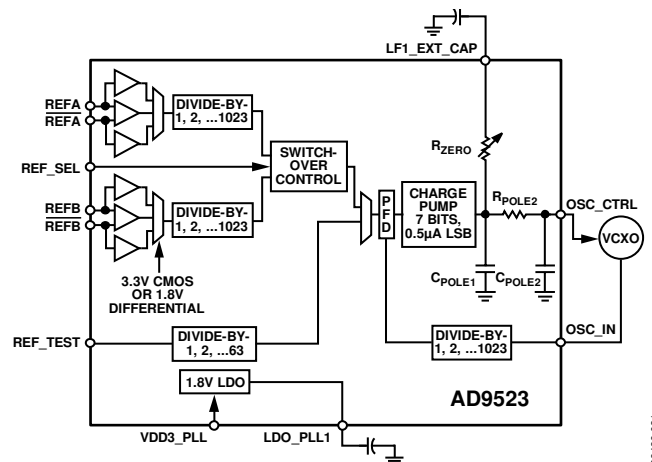 LF1_EXT_CAP
REFA
REFA
DIVIDE-BY-
1, 2, ...1023
REF_SEL
SWITCH-
OVER
CONTROL
RZERO
REFB
REFB
DIVIDE-BY-
1, 2, ...1023
3.3V CMOS
OR 1.8V
DIFFERENTIAL
P
F
D
CHARGE
PUMP
7 BITS,
0.5µA LSB
RPOLE2
OSC_CTRL
VCXO
CPOLE1
CPOLE2
REF_TEST
DIVIDE-BY-
1, 2, ...63
DIVIDE-BY-
1, 2, ...1023
OSC_IN
1.8V LDO
AD9523
VDD3_PLL
LDO_PLL1